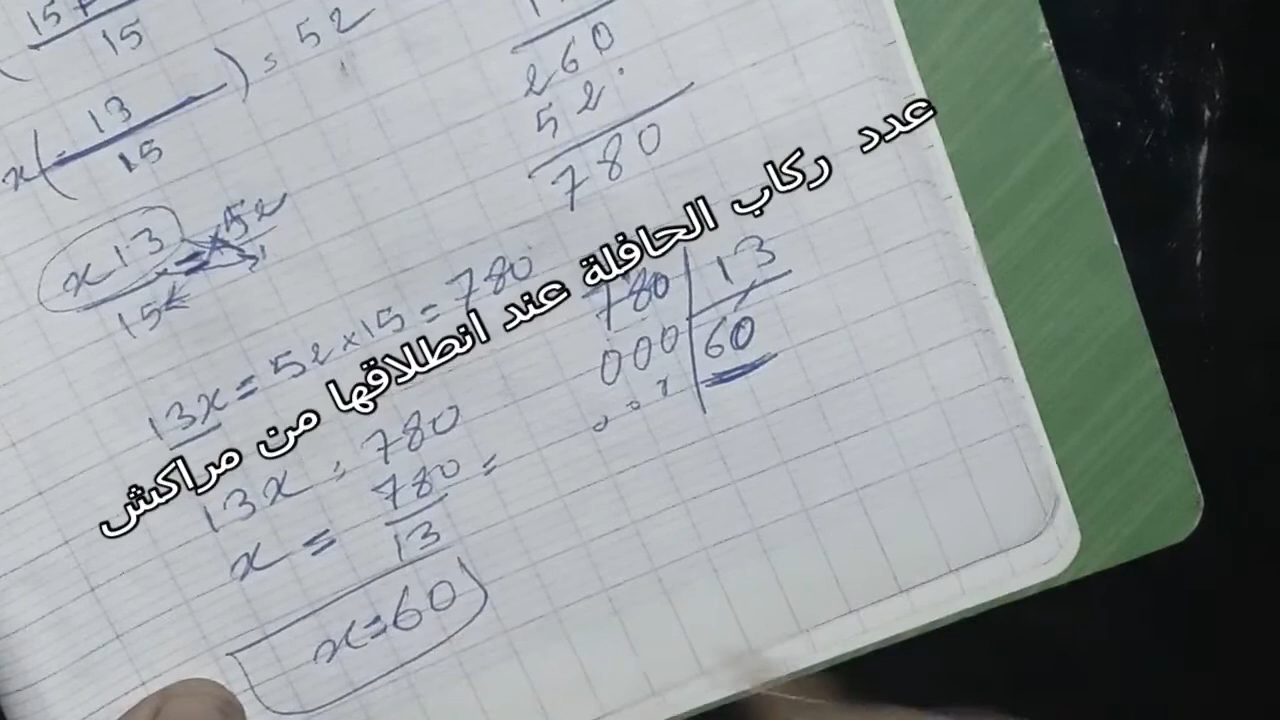 15
15
) = 52
x( 13
15
x13 = 52
15
13x = 52×15 = 780
13x = 780
x = 780 =
13
x=60
260
52.
780
780 | 13
000 | 60
عدد ركاب الحافلة عند انطلاقها من مراكش